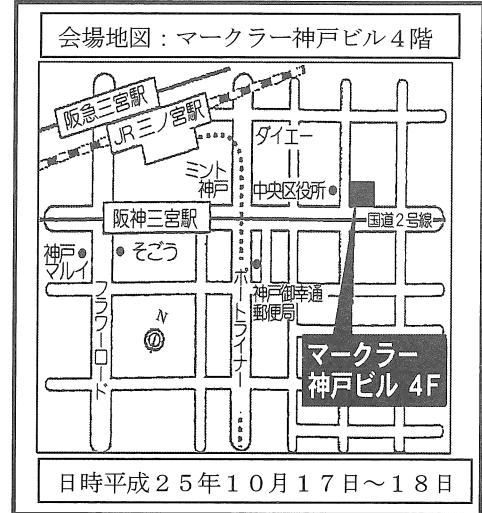 会場地図：マークラー神戸ビル４階
阪急三宮駅
JR三ノ宮駅
ダイエー
ミント
神戸
中央区役所
阪神三宮駅
国道2号線
神戸
マルイ
そごう
神戸御幸通
郵便局
フラワーロード
N
ポートライナー
マークラー
神戸ビル 4F
日時平成２５年１０月１７日～１８日